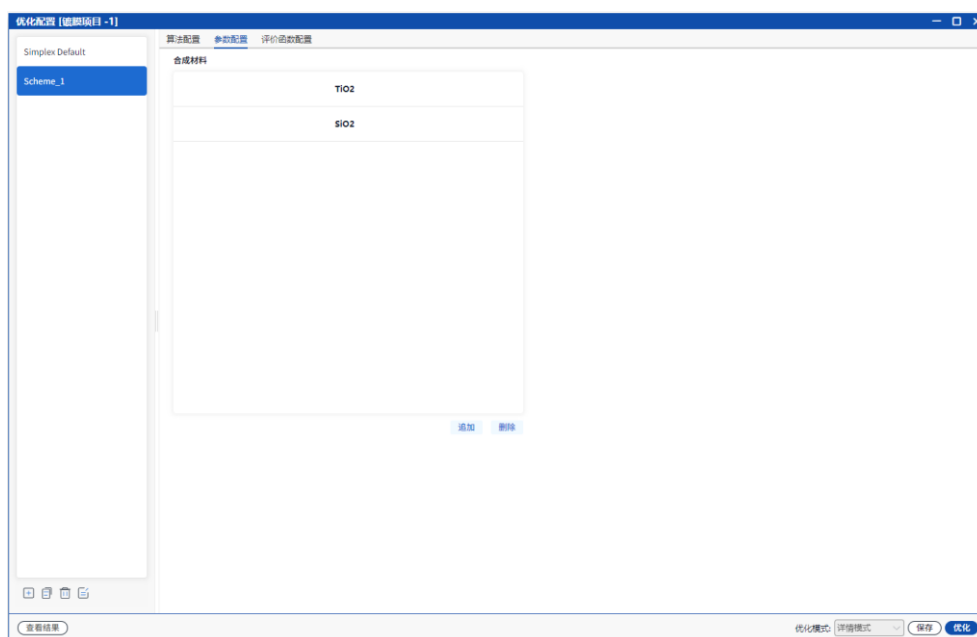 优化配置 [镀膜项目 -1]
Simplex Default
Scheme_1
算法配置 参数配置 评价函数配置
合成材料
TiO2
SiO2
追加 删除
查看结果
优化模式: 详情模式 保存 优化